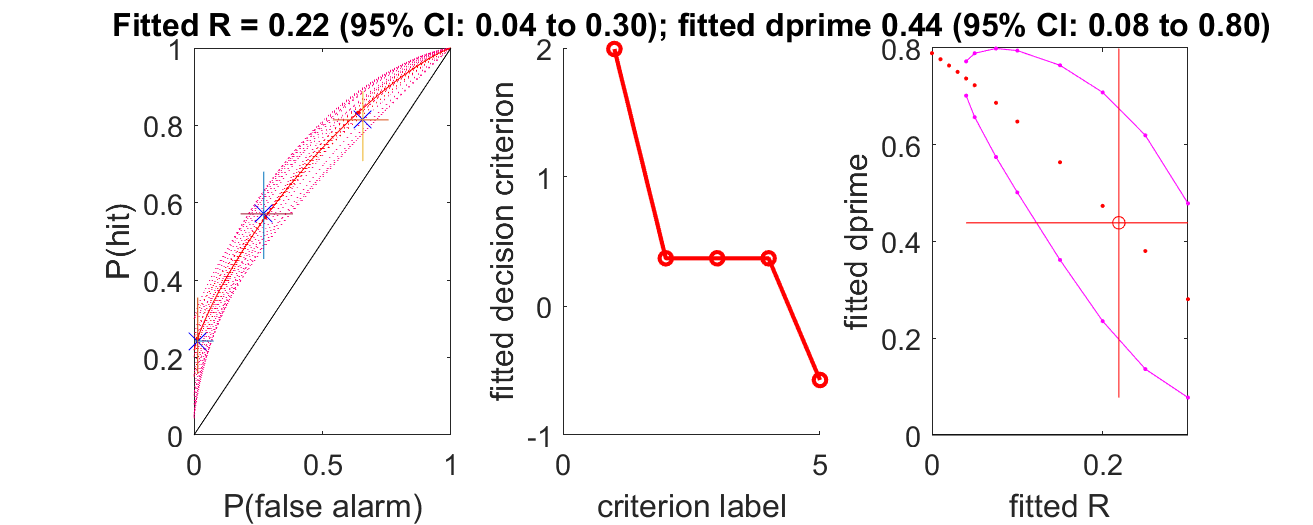 Fitted R = 0.22 (95% CI: 0.04 to 0.30); fitted dprime 0.44 (95% CI: 0.08 to 0.80)
P(hit)
1
0.8
0.6
0.4
0.2
0
0 0.5 1
P(false alarm)
fitted decision criterion
2
1
0
-1
0 5
criterion label
fitted dprime
0.8
0.6
0.4
0.2
0
0 0.2
fitted R